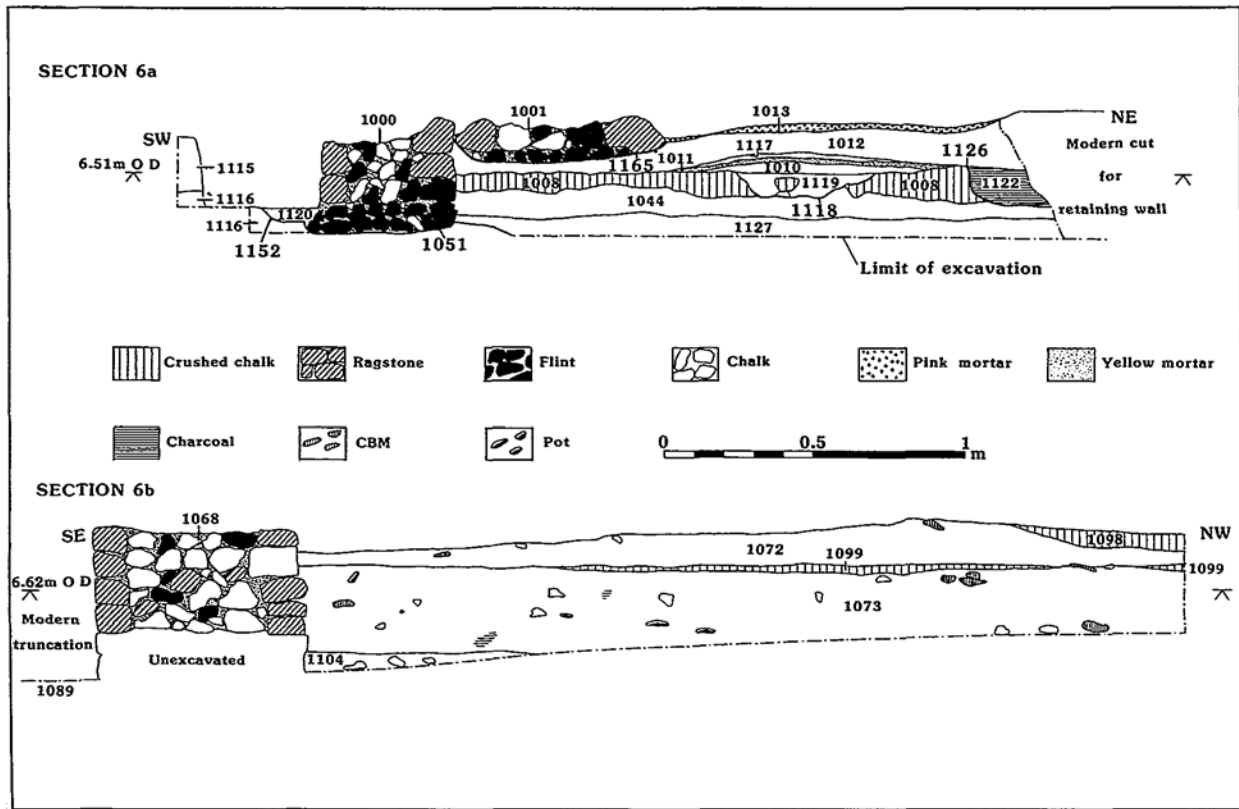 SECTION 6a
1000
1001
1013
NE
SW
1117
1012
Modern cut
6.51m O D
1115
1165
1011
1010
1126
1008
1119
1008
1122
for
1116
1120
1044
1118
retaining wall
1116
1152
1051
1127
Limit of excavation
Crushed chalk
Ragstone
Flint
Chalk
Pink mortar
Yellow mortar
Charcoal
CBM
Pot
0
0.5
1
m
SECTION 6b
SE
1068
NW
1072
1099
1098
1099
6.62m O D
1073
Modern
truncation
Unexcavated
1104
1089